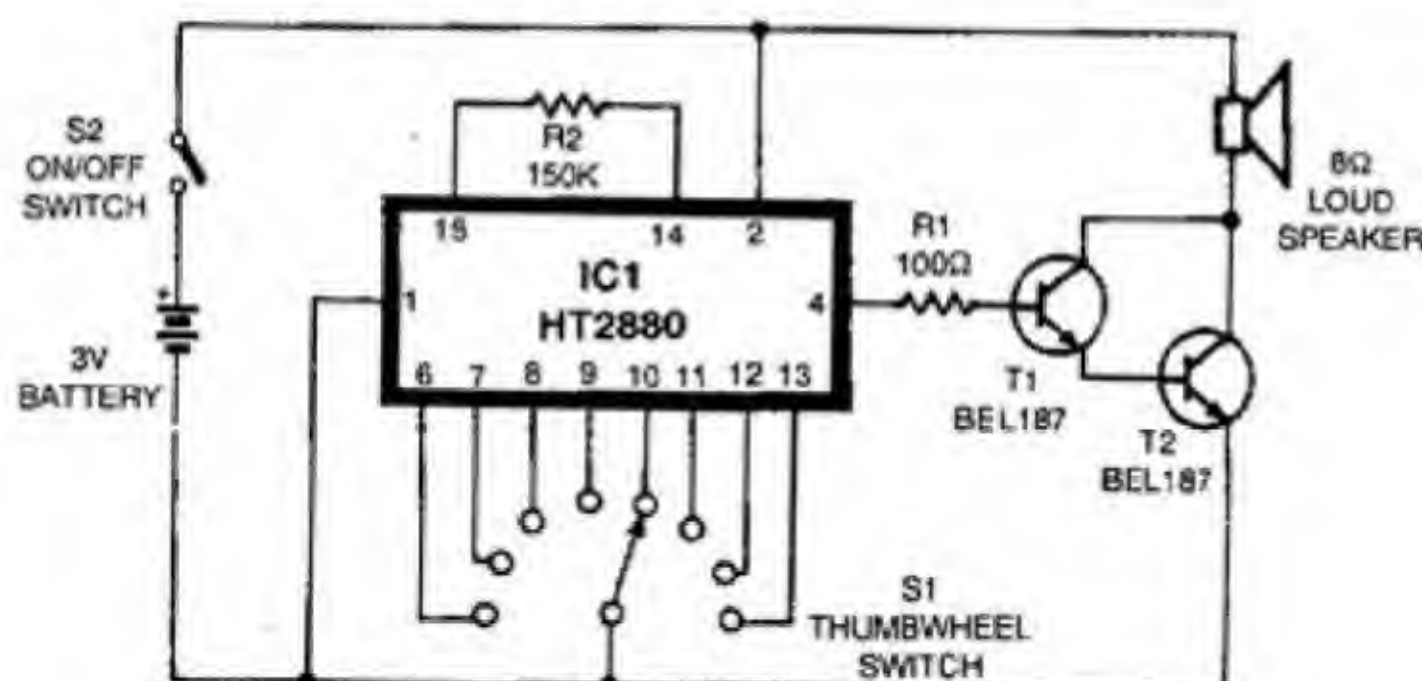 S2
ON/OFF
SWITCH
+
3V
BATTERY
R2
150K
15 14 2
IC1
HT2880
1 4
6 7 8 9 10 11 12 13
R1
100Ω
T1
BEL187
T2
BEL187
8Ω
LOUD
SPEAKER
S1
THUMBWHEEL
SWITCH